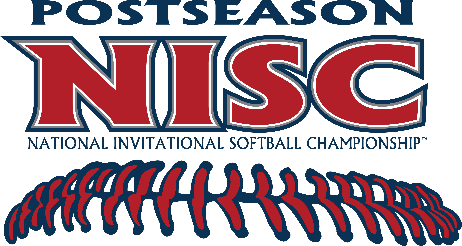 POSTSEASON
NISC
NATIONAL INVITATIONAL SOFTBALL CHAMPIONSHIP™